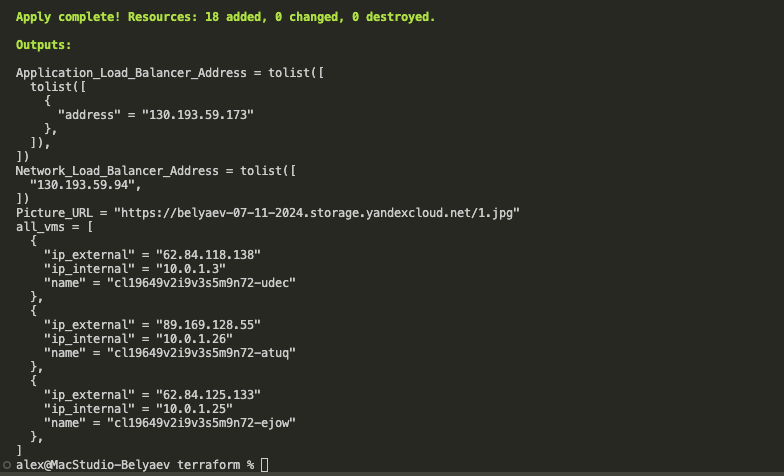 Apply complete! Resources: 18 added, 0 changed, 0 destroyed.
Outputs:
Application_Load_Balancer_Address = tolist([
  tolist([
    {
      "address" = "130.193.59.173"
    },
  ]),
])
Network_Load_Balancer_Address = tolist([
  "130.193.59.94",
])
Picture_URL = "https://belyaev-07-11-2024.storage.yandexcloud.net/1.jpg"
all_vms = [
  {
    "ip_external" = "62.84.118.138"
    "ip_internal" = "10.0.1.3"
    "name" = "cl19649v2i9v3s5m9n72-udec"
  },
  {
    "ip_external" = "89.169.128.55"
    "ip_internal" = "10.0.1.26"
    "name" = "cl19649v2i9v3s5m9n72-atuq"
  },
  {
    "ip_external" = "62.84.125.133"
    "ip_internal" = "10.0.1.25"
    "name" = "cl19649v2i9v3s5m9n72-ejow"
  },
]
alex@MacStudio-Belyaev terraform %